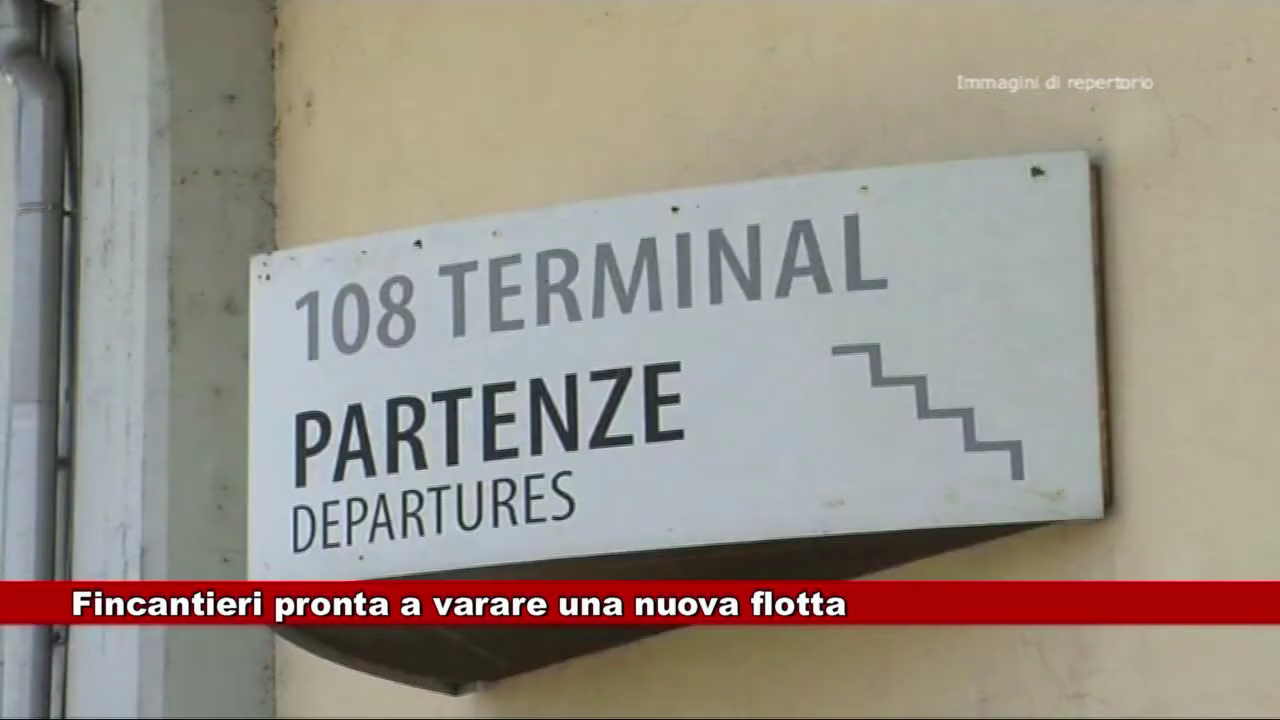 Immagini di repertorio
108 TERMINAL
PARTENZE
DEPARTURES
Fincantieri pronta a varare una nuova flotta